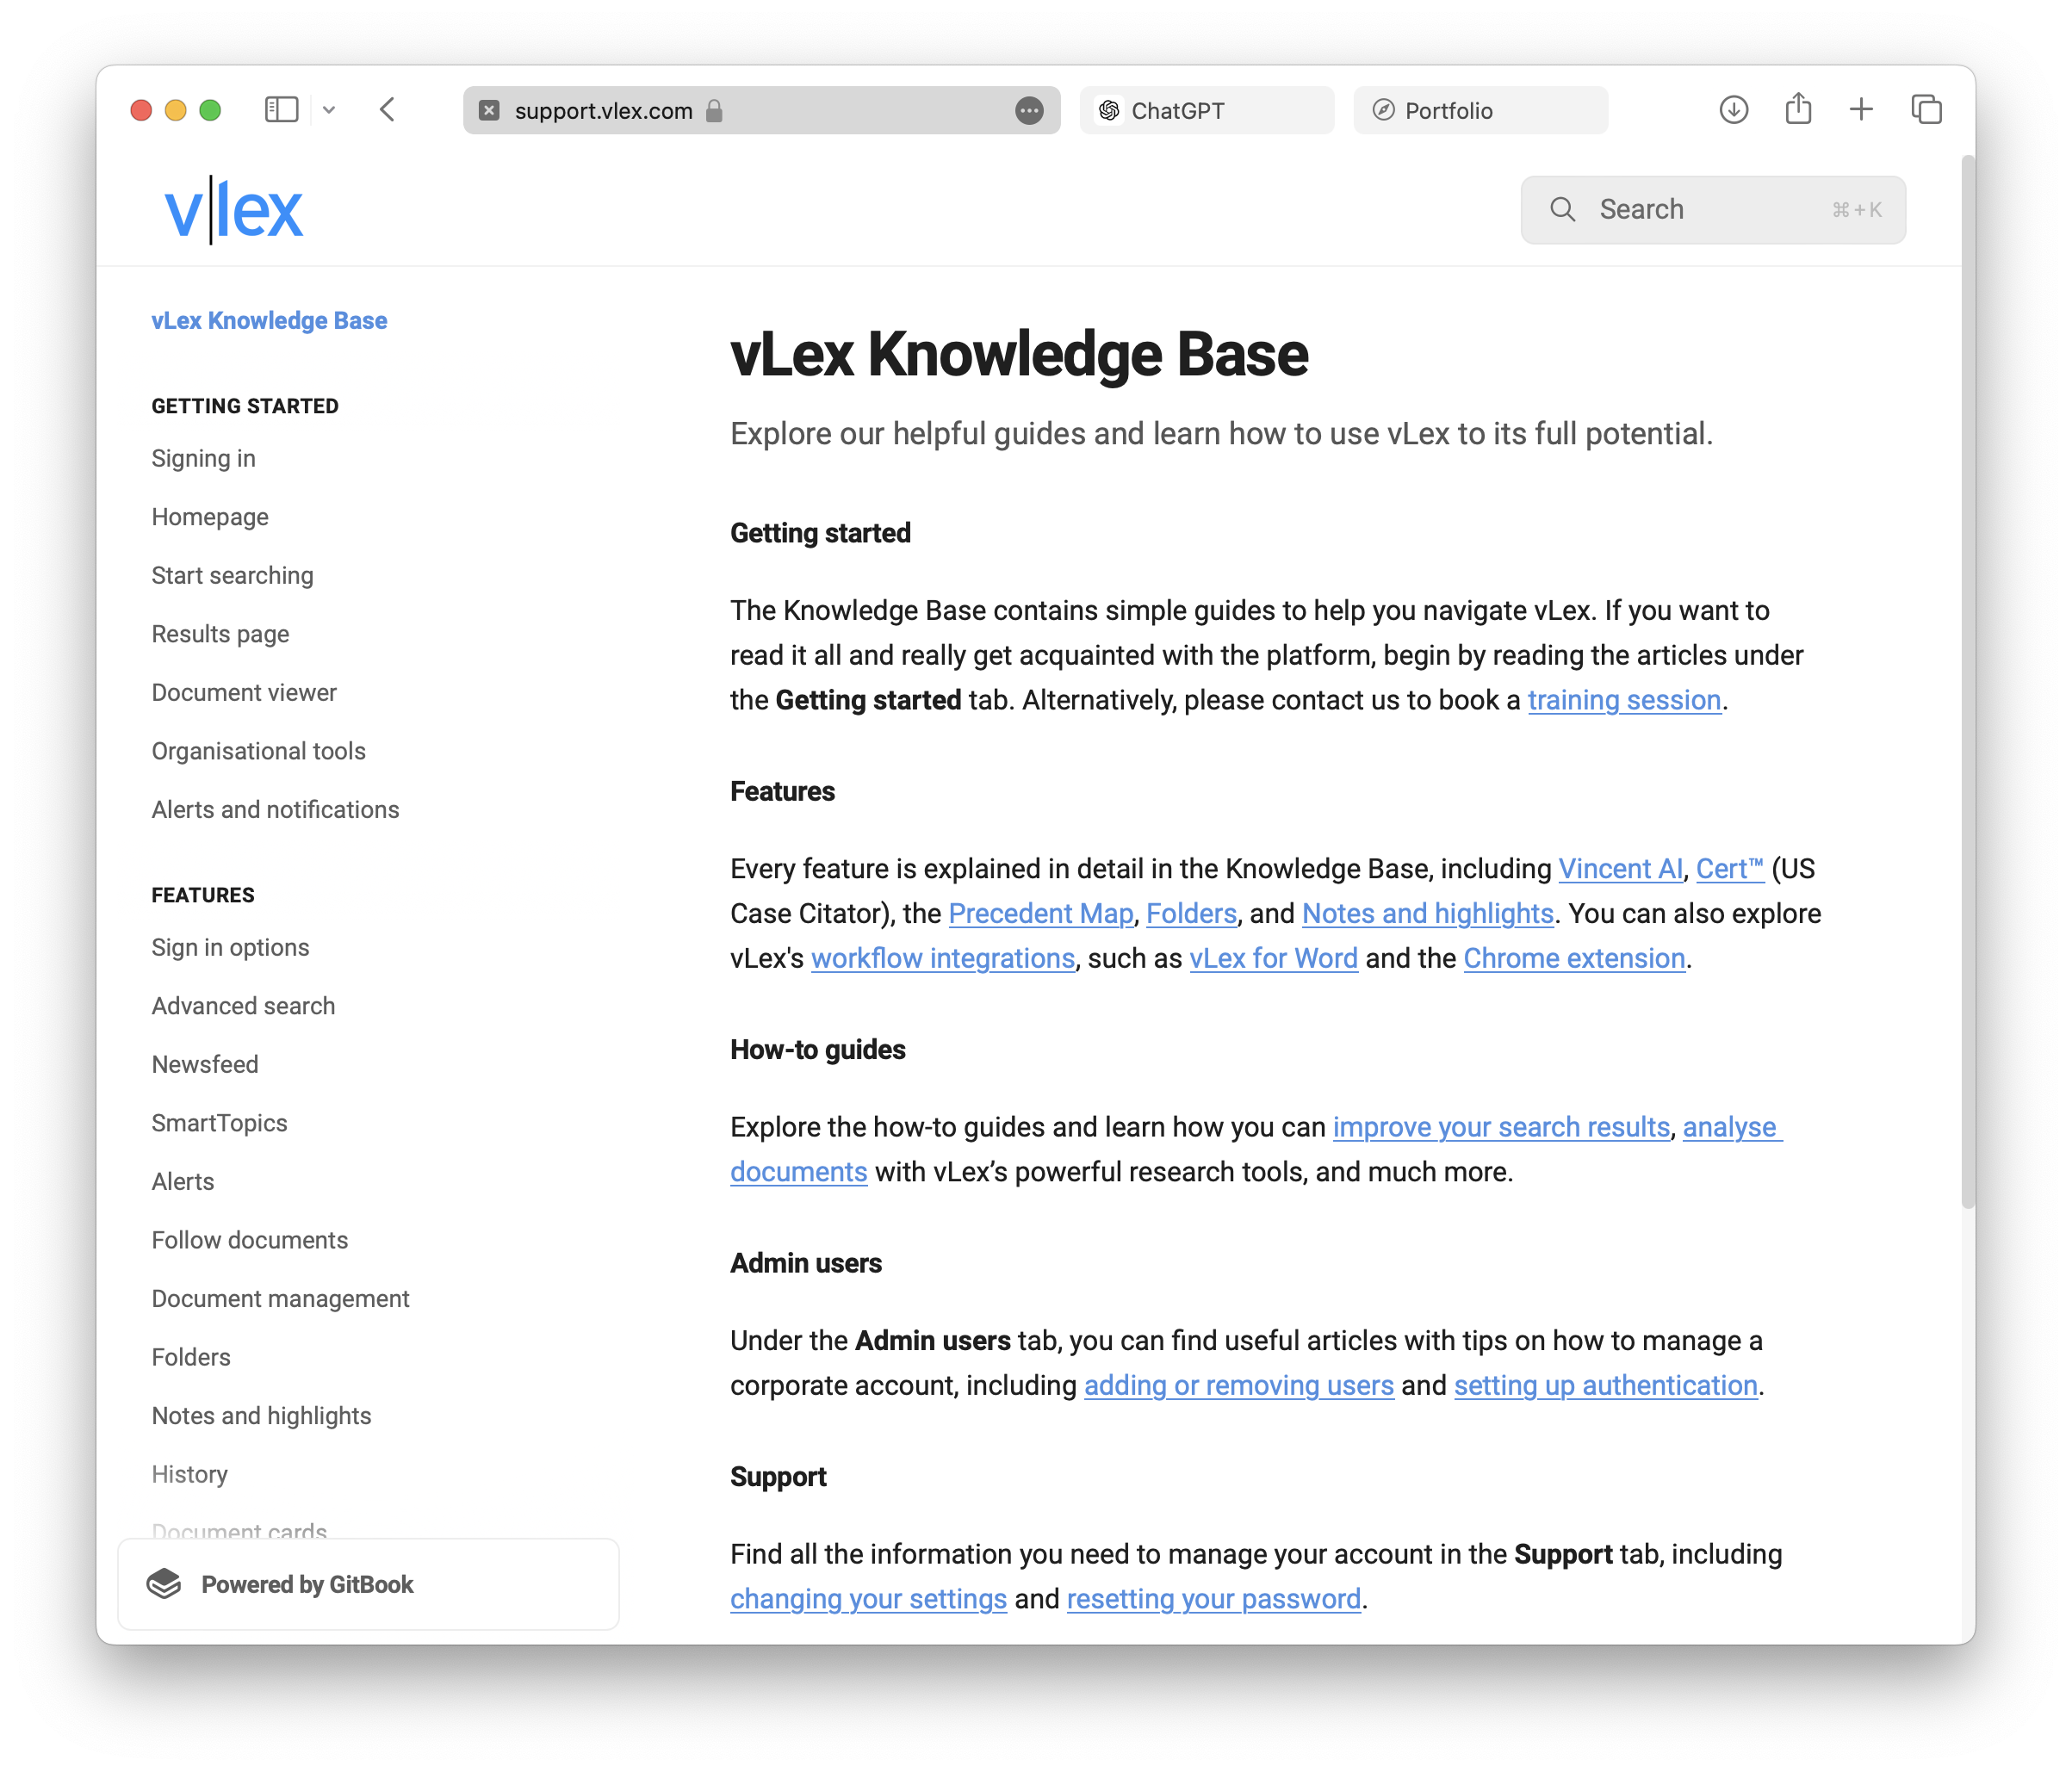 support.vlex.com
ChatGPT
Portfolio
v|lex
Search
⌘+K
vLex Knowledge Base
GETTING STARTED
Signing in
Homepage
Start searching
Results page
Document viewer
Organisational tools
Alerts and notifications
FEATURES
Sign in options
Advanced search
Newsfeed
SmartTopics
Alerts
Follow documents
Document management
Folders
Notes and highlights
History
Document cards
Powered by GitBook
vLex Knowledge Base
Explore our helpful guides and learn how to use vLex to its full potential.
Getting started
The Knowledge Base contains simple guides to help you navigate vLex. If you want to
read it all and really get acquainted with the platform, begin by reading the articles under
the Getting started tab. Alternatively, please contact us to book a training session.
Features
Every feature is explained in detail in the Knowledge Base, including Vincent AI, Cert™ (US
Case Citator), the Precedent Map, Folders, and Notes and highlights. You can also explore
vLex's workflow integrations, such as vLex for Word and the Chrome extension.
How-to guides
Explore the how-to guides and learn how you can improve your search results, analyse
documents with vLex’s powerful research tools, and much more.
Admin users
Under the Admin users tab, you can find useful articles with tips on how to manage a
corporate account, including adding or removing users and setting up authentication.
Support
Find all the information you need to manage your account in the Support tab, including
changing your settings and resetting your password.